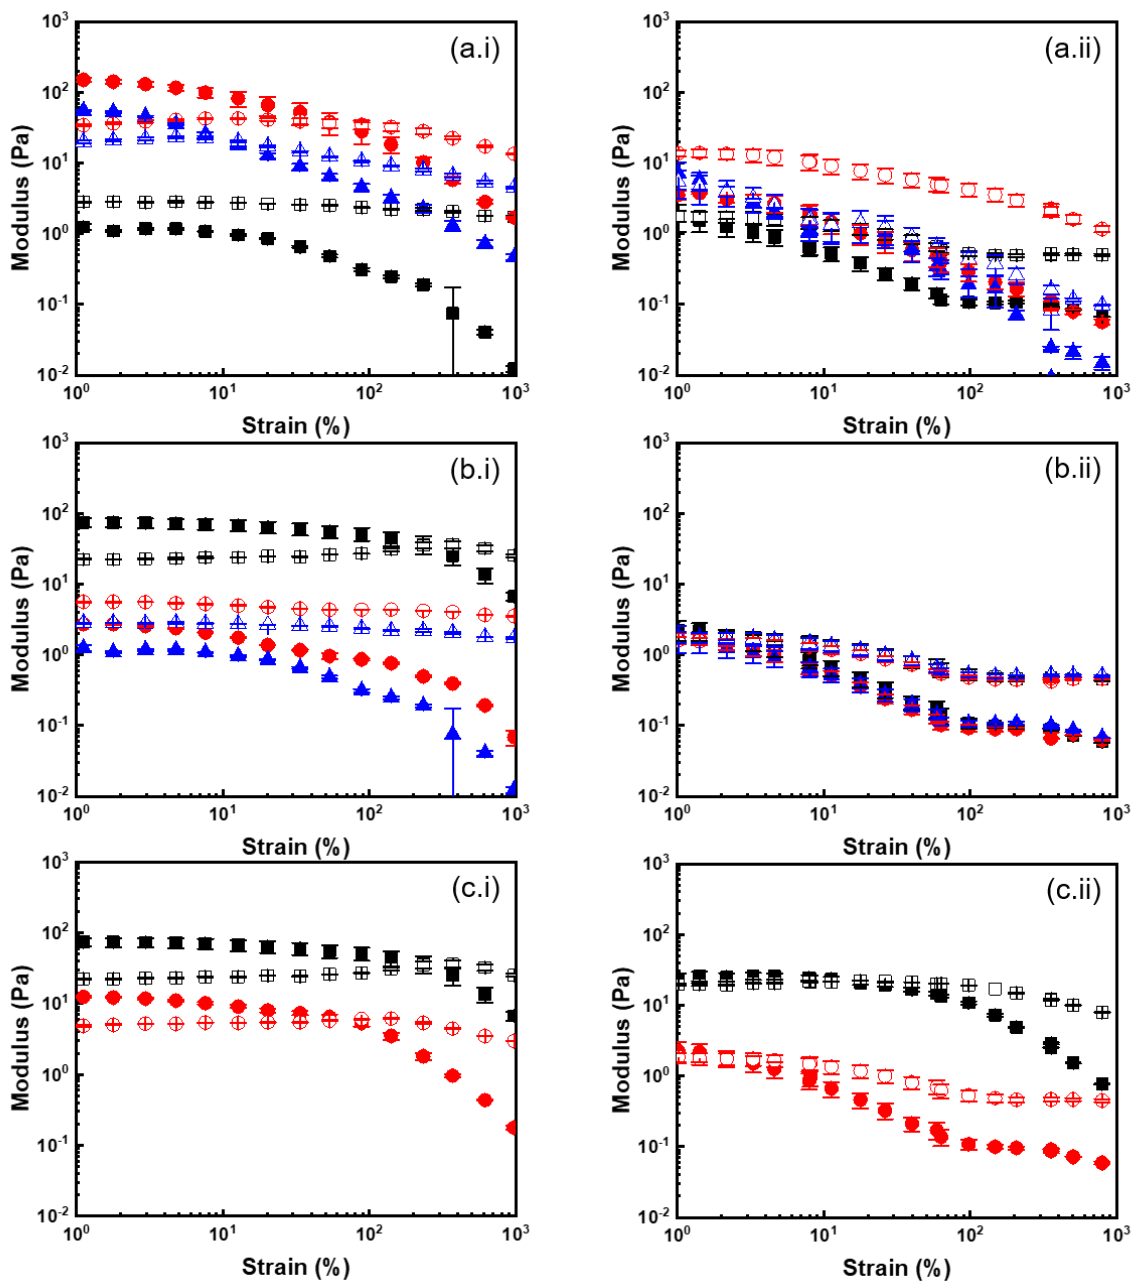 (a.i)
10³
10²
10¹
10⁰
10⁻¹
10⁻²
Modulus (Pa)
10⁰ 10¹ 10² 10³
Strain (%)
(a.ii)
10³
10²
10¹
10⁰
10⁻¹
10⁻²
Modulus (Pa)
10⁰ 10¹ 10² 10³
Strain (%)
(b.i)
10³
10²
10¹
10⁰
10⁻¹
10⁻²
Modulus (Pa)
10⁰ 10¹ 10² 10³
Strain (%)
(b.ii)
10³
10²
10¹
10⁰
10⁻¹
10⁻²
Modulus (Pa)
10⁰ 10¹ 10² 10³
Strain (%)
(c.i)
10³
10²
10¹
10⁰
10⁻¹
10⁻²
Modulus (Pa)
10⁰ 10¹ 10² 10³
Strain (%)
(c.ii)
10³
10²
10¹
10⁰
10⁻¹
10⁻²
Modulus (Pa)
10⁰ 10¹ 10² 10³
Strain (%)